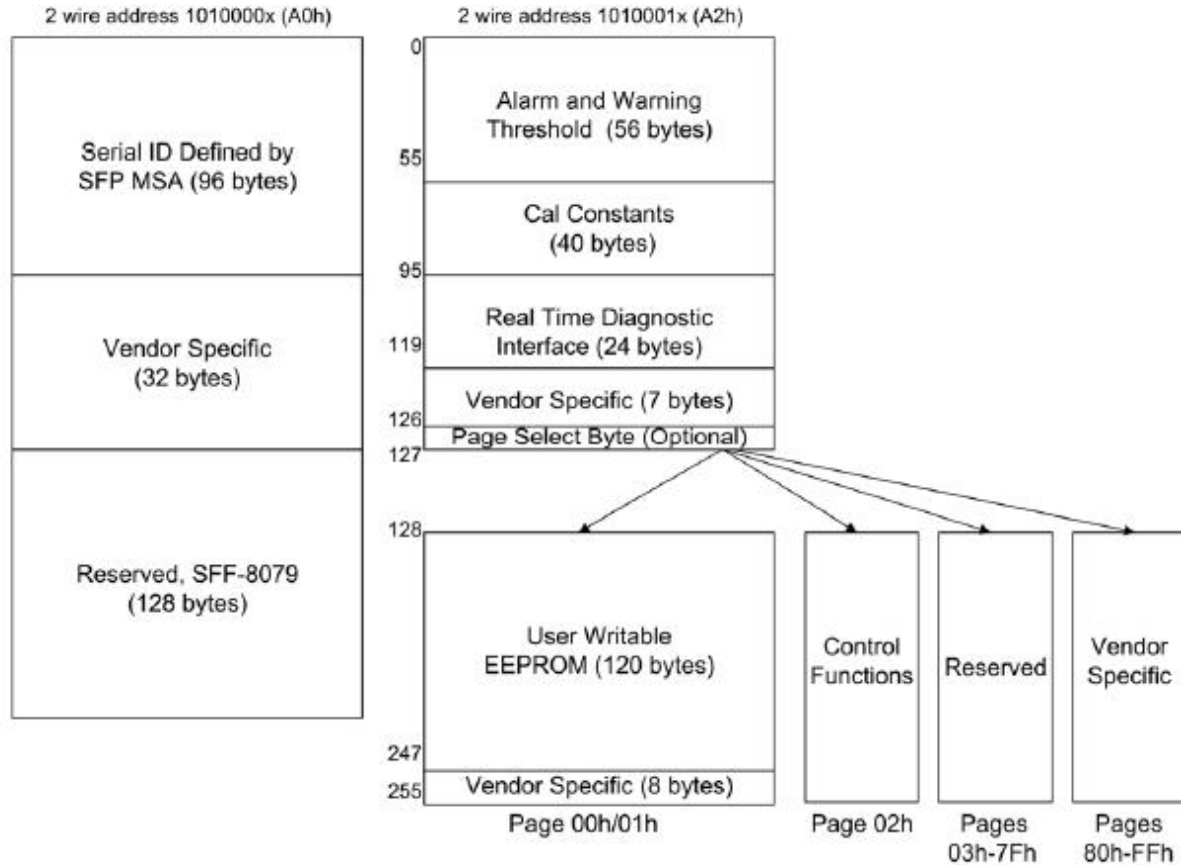 2 wire address 1010000x (A0h)
Serial ID Defined by
SFP MSA (96 bytes)
Vendor Specific
(32 bytes)
Reserved, SFF-8079
(128 bytes)
2 wire address 1010001x (A2h)
0
Alarm and Warning
Threshold (56 bytes)
55
Cal Constants
(40 bytes)
95
Real Time Diagnostic
Interface (24 bytes)
119
Vendor Specific (7 bytes)
126
Page Select Byte (Optional)
127
128
User Writable
EEPROM (120 bytes)
247
Vendor Specific (8 bytes)
255
Page 00h/01h
Control
Functions
Page 02h
Reserved
Pages
03h-7Fh
Vendor
Specific
Pages
80h-FFh